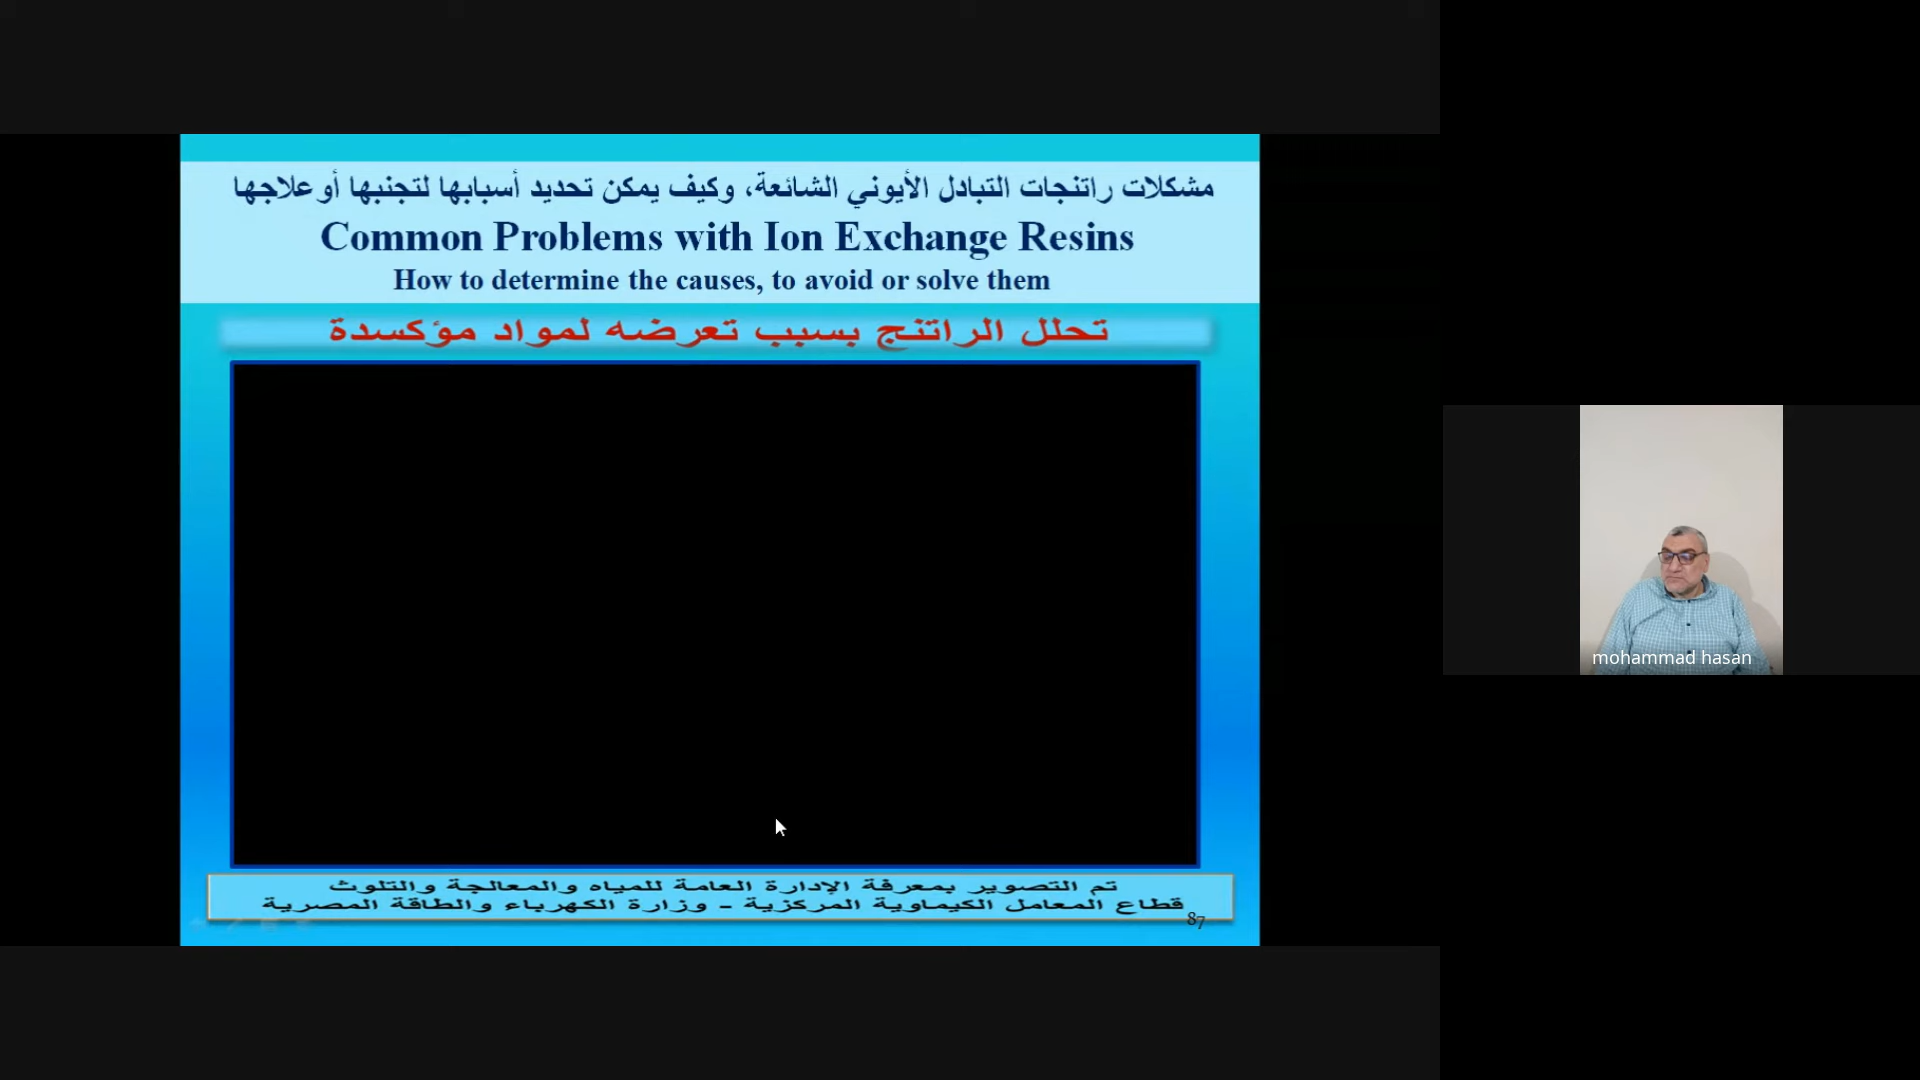 مشكلات راتنجات التبادل الأيوني الشائعة، وكيف يمكن تحديد أسبابها لتجنبها أوعلاجها
Common Problems with Ion Exchange Resins
How to determine the causes, to avoid or solve them
تحلل الراتنج بسبب تعرضه لمواد مؤكسدة
تم التصوير بمعرفة الإدارة العامة للمياه والمعالجة والتلوث
قطاع المعامل الكيماوية المركزية - وزارة الكهرباء والطاقة المصرية
87
mohammad hasan